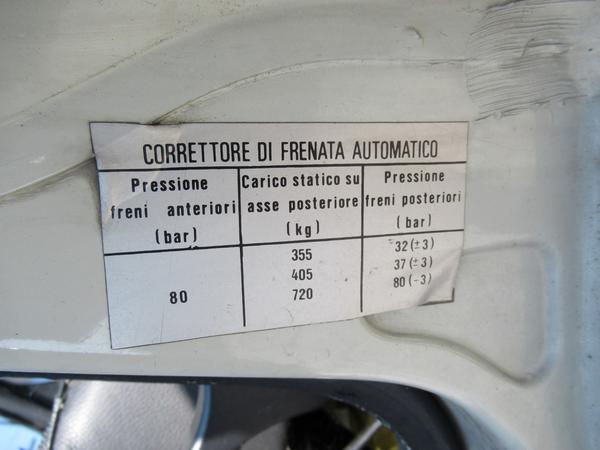 CORRETTORE DI FRENATA AUTOMATICO
Pressione
freni anteriori
(bar)
Carico statico su
asse posteriore
(kg)
Pressione
freni posteriori
(bar)
80
355
405
720
32 (±3)
37 (±3)
80 (-3)